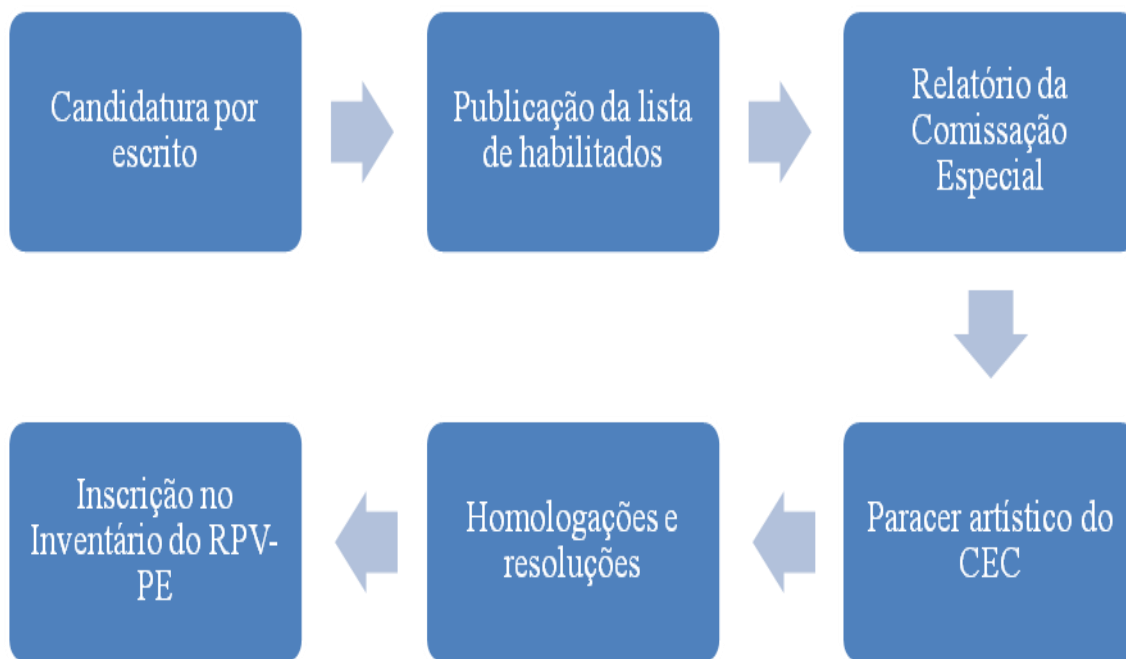 Candidatura por
escrito
Publicação da lista
de habilitados
Relatório da
Comissação
Especial
Paracer artístico do
CEC
Homologações e
resoluções
Inscrição no
Inventário do RPV-
PE